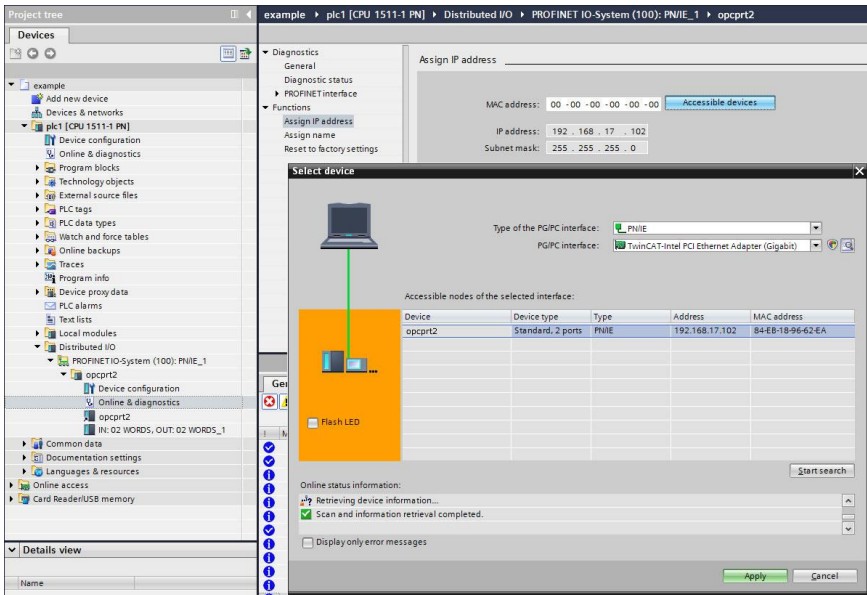 Project tree
example ▸ plc1 [CPU 1511-1 PN] ▸ Distributed I/O ▸ PROFINET IO-System (100): PN/IE_1 ▸ opcprt2
Devices
example
Add new device
Devices & networks
plc1 [CPU 1511-1 PN]
Device configuration
Online & diagnostics
Program blocks
Technology objects
External source files
PLC tags
PLC data types
Watch and force tables
Online backups
Traces
Program info
Device proxy data
PLC alarms
Text lists
Local modules
Distributed I/O
PROFINET IO-System (100): PN/IE_1
opcprt2
Device configuration
Online & diagnostics
opcprt2
IN: 02 WORDS, OUT: 02 WORDS_1
Common data
Documentation settings
Languages & resources
Online access
Card Reader/USB memory
Details view
Name
Diagnostics
General
Diagnostic status
PROFINET interface
Functions
Assign IP address
Assign name
Reset to factory settings
Assign IP address
MAC address: 00 -00 -00 -00 -00 -00 Accessible devices
IP address: 192 . 168 . 17 . 102
Subnet mask: 255 . 255 . 255 . 0
Select device
Type of the PG/PC interface: PN/IE
PG/PC interface: TwinCAT-Intel PCI Ethernet Adapter (Gigabit)
Accessible nodes of the selected interface:
Device Device type Type Address MAC address
opcprt2 Standard, 2 ports PN/IE 192.168.17.102 84-EB-18-96-62-EA
Flash LED
Start search
Online status information:
Retrieving device information...
Scan and information retrieval completed.
Display only error messages
Apply Cancel